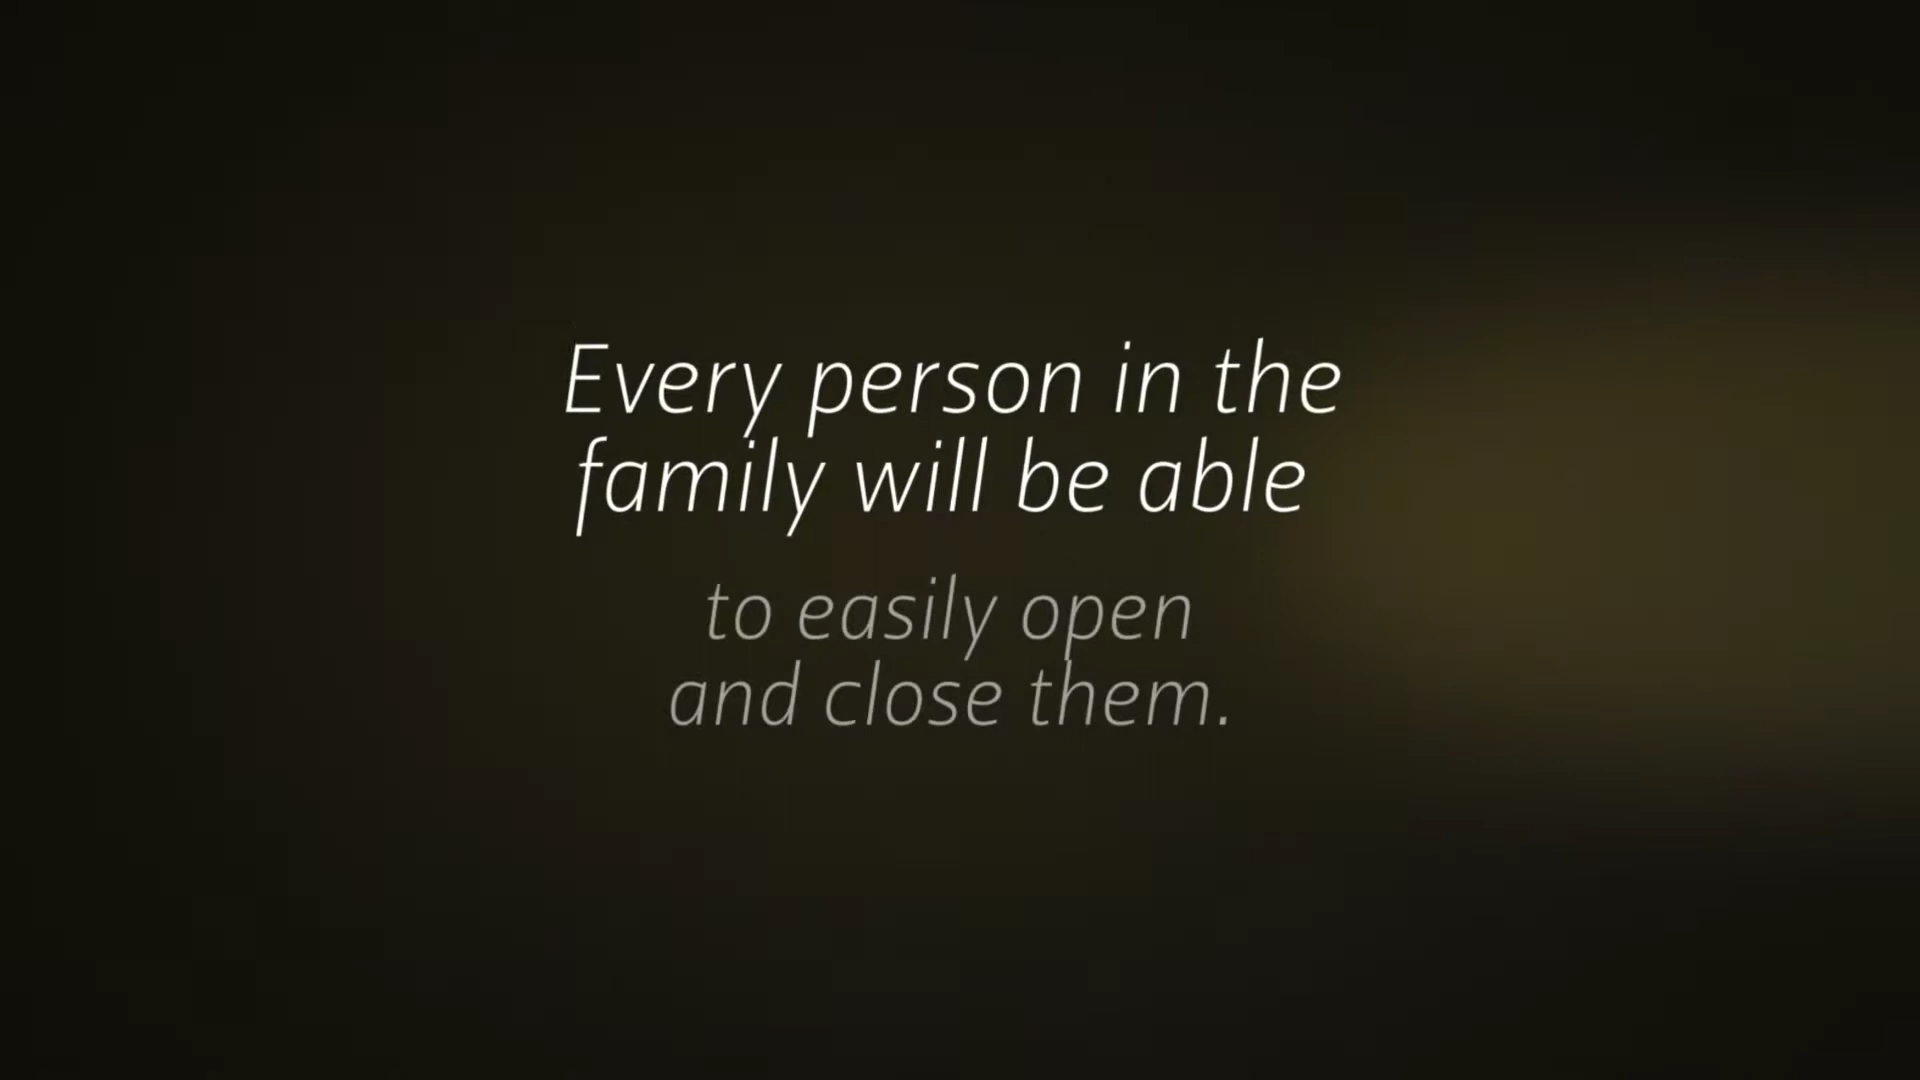 Every person in the
family will be able
to easily open
and close them.